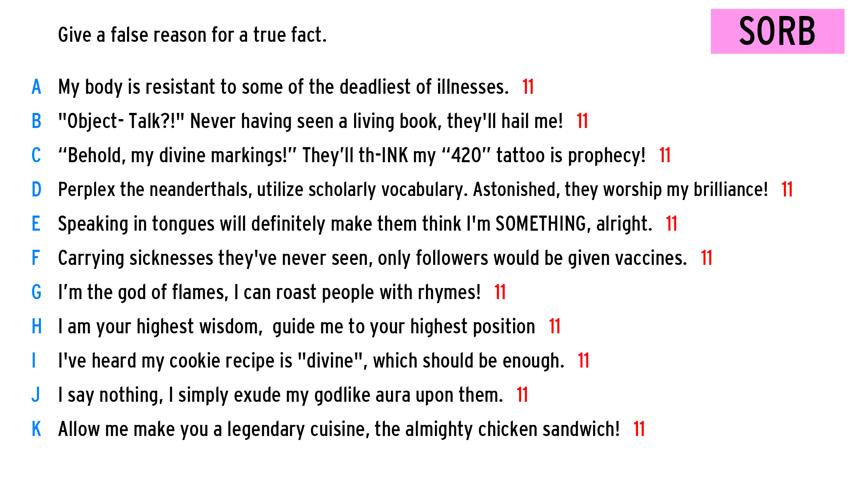 Give a false reason for a true fact.
SORB
A My body is resistant to some of the deadliest of illnesses. 11
B "Object- Talk?!" Never having seen a living book, they'll hail me! 11
C “Behold, my divine markings!” They’ll th-INK my “420” tattoo is prophecy! 11
D Perplex the neanderthals, utilize scholarly vocabulary. Astonished, they worship my brilliance! 11
E Speaking in tongues will definitely make them think I'm SOMETHING, alright. 11
F Carrying sicknesses they've never seen, only followers would be given vaccines. 11
G I’m the god of flames, I can roast people with rhymes! 11
H I am your highest wisdom, guide me to your highest position 11
I I've heard my cookie recipe is "divine", which should be enough. 11
J I say nothing, I simply exude my godlike aura upon them. 11
K Allow me make you a legendary cuisine, the almighty chicken sandwich! 11